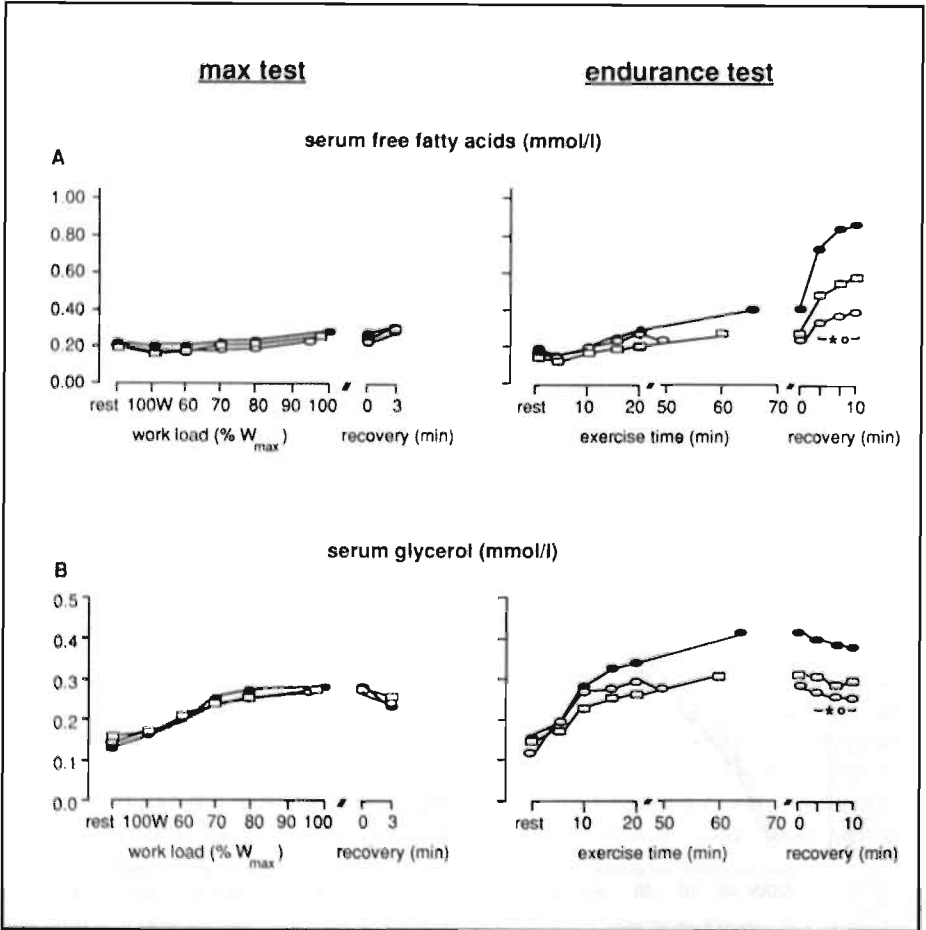 max test
endurance test
serum free fatty acids (mmol/l)
A
1.00
0.80
0.60
0.40
0.20
0.00
rest 100W 60 70 80 90 100 0 3
work load (% Wmax) recovery (min)
rest 10 20 50 60 70 0 10
exercise time (min) recovery (min)
-*o-
serum glycerol (mmol/l)
B
0.5
0.4
0.3
0.2
0.1
0.0
rest 100W 60 70 80 90 100 0 3
work load (% Wmax) recovery (min)
rest 10 20 50 60 70 0 10
exercise time (min) recovery (min)
-*o-